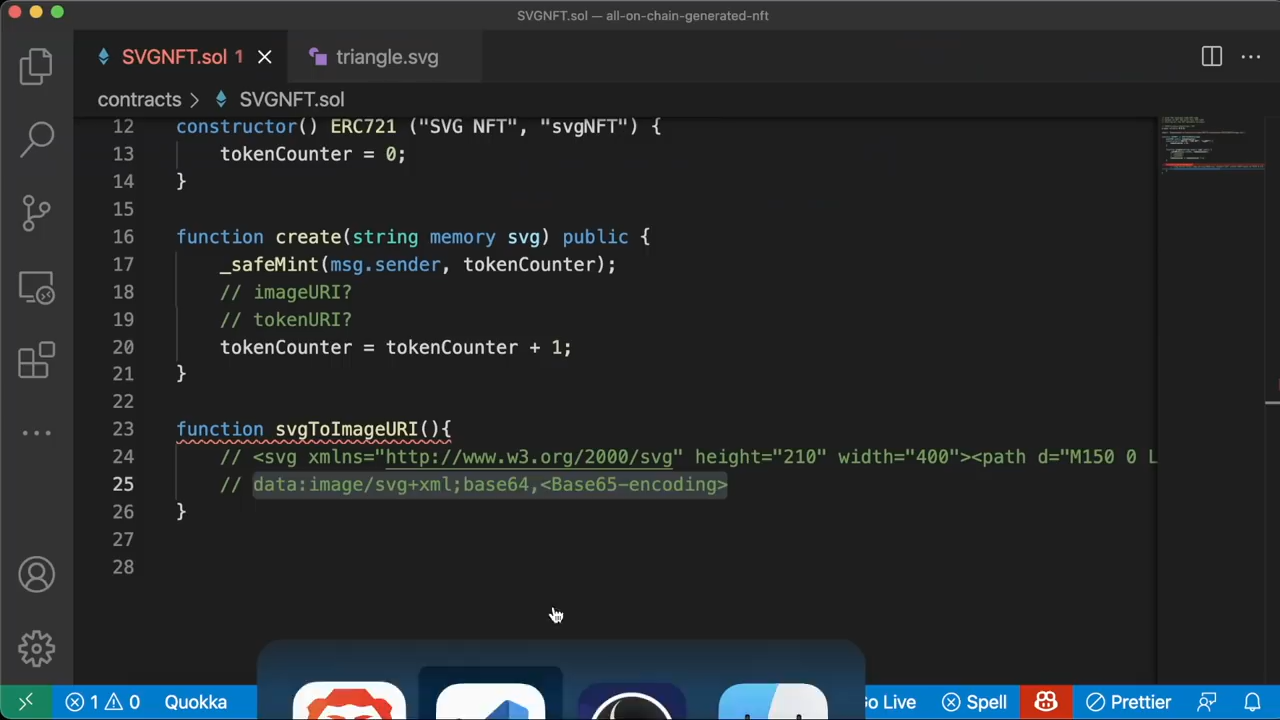 SVGNFT.sol — all-on-chain-generated-nft
SVGNFT.sol 1
triangle.svg
contracts > SVGNFT.sol
12 constructor() ERC721 ("SVG NFT", "svgNFT") {
13 tokenCounter = 0;
14 }
15
16 function create(string memory svg) public {
17 _safeMint(msg.sender, tokenCounter);
18 // imageURI?
19 // tokenURI?
20 tokenCounter = tokenCounter + 1;
21 }
22
23 function svgToImageURI(){
24 // <svg xmlns="http://www.w3.org/2000/svg" height="210" width="400"><path d="M150 0 L
25 // data:image/svg+xml;base64,<Base65-encoding>
26 }
27
28
1 0 Quokka Go Live Spell Prettier